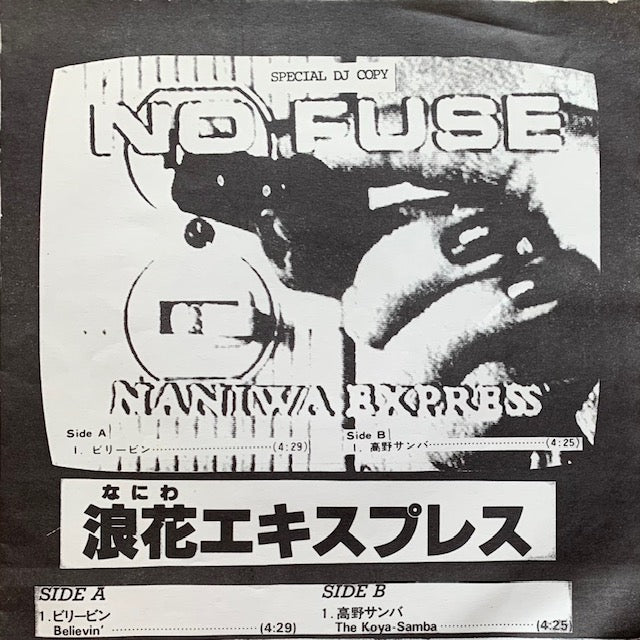 SPECIAL DJ COPY
NO FUSE
NANIWA EXPRESS
Side A
1. ビリービン……………………(4:29)
Side B
1. 高野サンバ……………………(4:25)
なにわ
浪花エキスプレス
SIDE A
1.ビリービン
Believin' ……………………(4:29)
SIDE B
1. 高野サンバ
The Koya-Samba……………………(4:25)